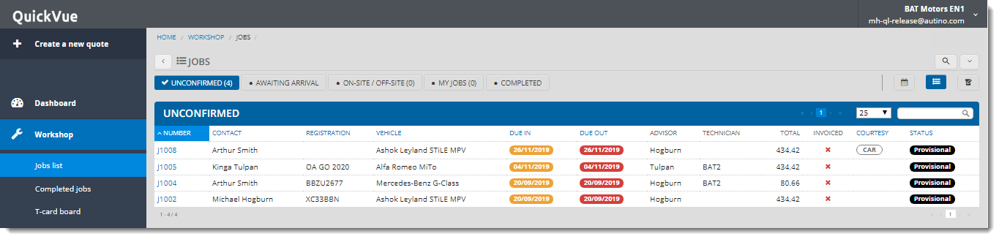 QuickVue
BAT Motors EN1
mh-ql-release@autino.com
Create a new quote
Dashboard
Workshop
Jobs list
Completed jobs
T-card board
HOME / WORKSHOP / JOBS /
JOBS
UNCONFIRMED (4) AWAITING ARRIVAL ON-SITE / OFF-SITE (0) MY JOBS (0) COMPLETED
UNCONFIRMED 1 25
NUMBER CONTACT REGISTRATION VEHICLE DUE IN DUE OUT ADVISOR TECHNICIAN TOTAL INVOICED COURTESY STATUS
J1008 Arthur Smith Ashok Leyland STiLE MPV 26/11/2019 26/11/2019 Hogburn 434.42 CAR Provisional
J1005 Kinga Tulpan OA GO 2020 Alfa Romeo MiTo 04/11/2019 04/11/2019 Tulpan BAT2 434.42 Provisional
J1004 Arthur Smith BBZU2677 Mercedes-Benz G-Class 20/09/2019 20/09/2019 Hogburn BAT2 80.66 Provisional
J1002 Michael Hogburn XC33BBN Ashok Leyland STiLE MPV 20/09/2019 20/09/2019 Hogburn 434.42 Provisional
1 - 4 / 4 1